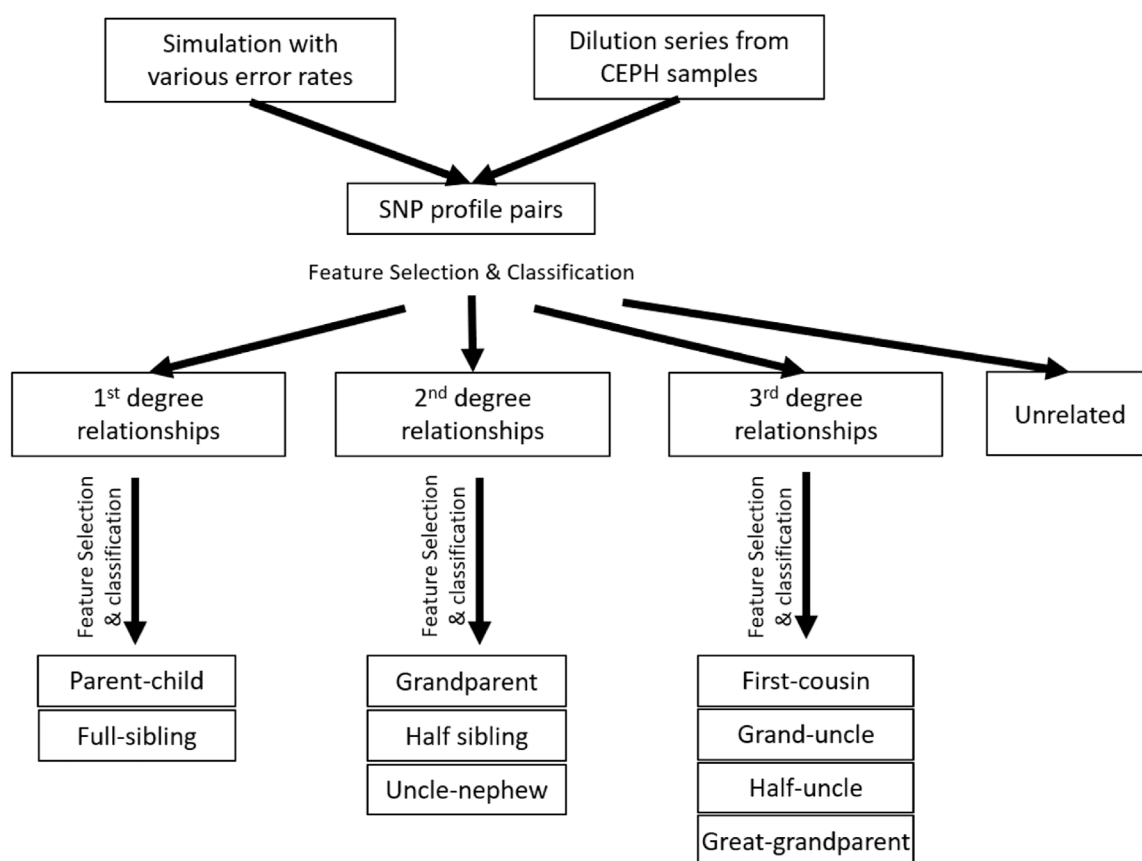 Simulation with
various error rates
Dilution series from
CEPH samples
SNP profile pairs
Feature Selection & Classification
1st degree
relationships
2nd degree
relationships
3rd degree
relationships
Unrelated
Feature Selection
& classification
Feature Selection
& classification
Feature Selection
& classification
Parent-child
Full-sibling
Grandparent
Half sibling
Uncle-nephew
First-cousin
Grand-uncle
Half-uncle
Great-grandparent